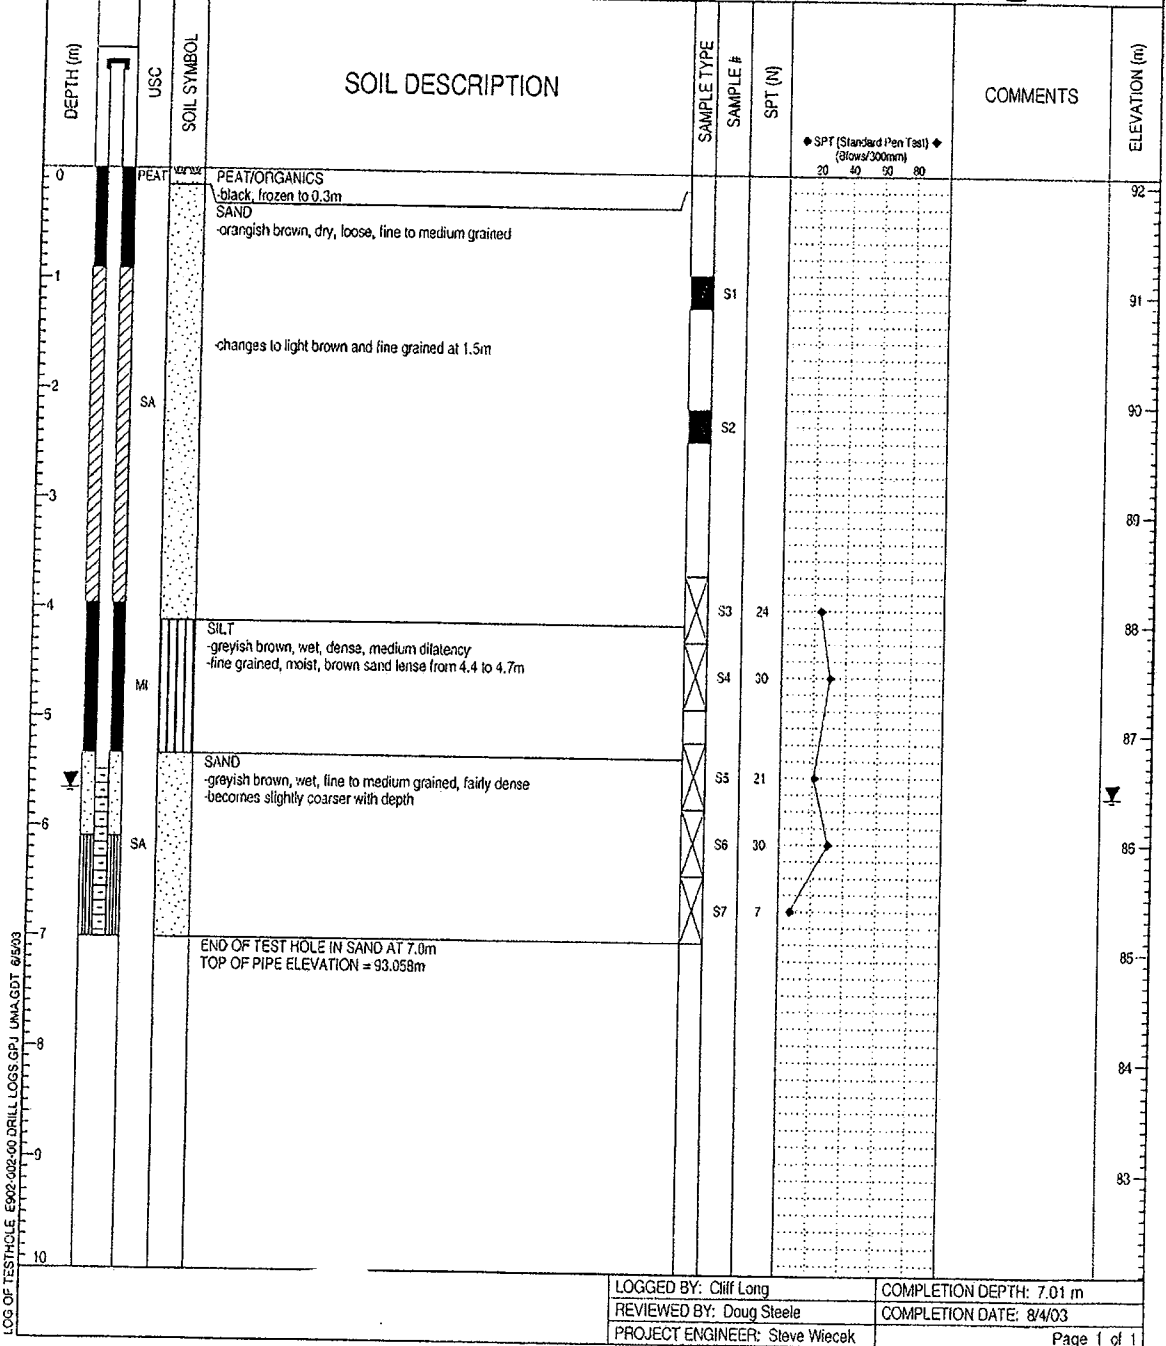 DEPTH (m)
USC
SOIL SYMBOL
SOIL DESCRIPTION
SAMPLE TYPE
SAMPLE #
SPT (N)
◆ SPT (Standard Pen Test) ◆
(Blows/300mm)
20 40 60 80
COMMENTS
ELEVATION (m)
0
PEAT
PEAT/ORGANICS
-black, frozen to 0.3m
92
SAND
-orangish brown, dry, loose, fine to medium grained
1
S1
91
-changes to light brown and fine grained at 1.5m
2
SA
90
S2
3
89
4
S3 24
88
SILT
-greyish brown, wet, dense, medium dilatency
-fine grained, moist, brown sand lense from 4.4 to 4.7m
MI
S4 30
5
87
SAND
-greyish brown, wet, fine to medium grained, fairly dense
-becomes slightly coarser with depth
S5 21
6
SA
S6 30
86
S7 7
7
END OF TEST HOLE IN SAND AT 7.0m
TOP OF PIPE ELEVATION = 93.058m
85
8
84
9
83
10
LOG OF TESTHOLE E902-002-00 DRILL LOGS.GPJ UMA.GDT 6/5/03
LOGGED BY: Cliff Long
COMPLETION DEPTH: 7.01 m
REVIEWED BY: Doug Steele
COMPLETION DATE: 8/4/03
PROJECT ENGINEER: Steve Wiecek
Page 1 of 1